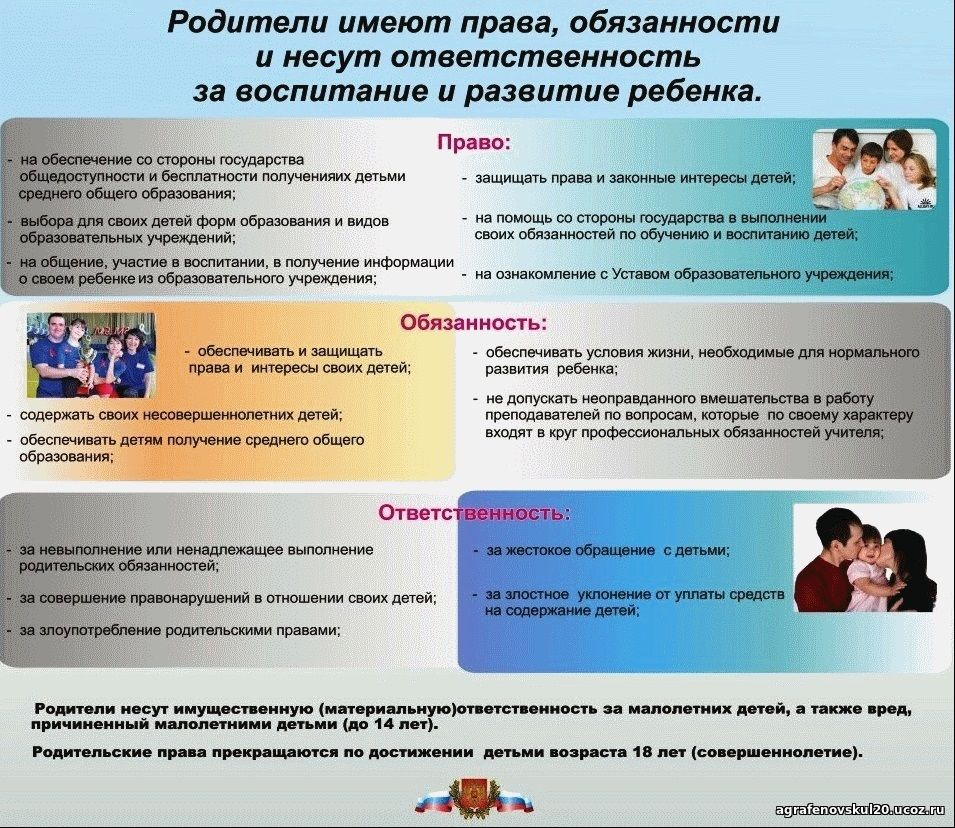 Родители имеют права, обязанности
и несут ответственность
за воспитание и развитие ребенка.
Право:
- на обеспечение со стороны государства
общедоступности и бесплатности полученияих детьми
среднего общего образования;
- выбора для своих детей форм образования и видов
образовательных учреждений;
- на общение, участие в воспитании, в получение информации
о своем ребенке из образовательного учреждения;
- защищать права и законные интересы детей;
- на помощь со стороны государства в выполнении
своих обязанностей по обучению и воспитанию детей;
- на ознакомление с Уставом образовательного учреждения;
Обязанность:
- обеспечивать и защищать
права и интересы своих детей;
- содержать своих несовершеннолетних детей;
- обеспечивать детям получение среднего общего
образования;
- обеспечивать условия жизни, необходимые для нормального
развития ребенка;
- не допускать неоправданного вмешательства в работу
преподавателей по вопросам, которые по своему характеру
входят в круг профессиональных обязанностей учителя;
Ответственность:
- за невыполнение или ненадлежащее выполнение
родительских обязанностей;
- за совершение правонарушений в отношении своих детей;
- за злоупотребление родительскими правами;
- за жестокое обращение с детьми;
- за злостное уклонение от уплаты средств
на содержание детей;
Родители несут имущественную (материальную)ответственность за малолетних детей, а также вред,
причиненный малолетними детьми (до 14 лет).
Родительские права прекращаются по достижении детьми возраста 18 лет (совершеннолетие).
agrafenovskul20.ucoz.ru